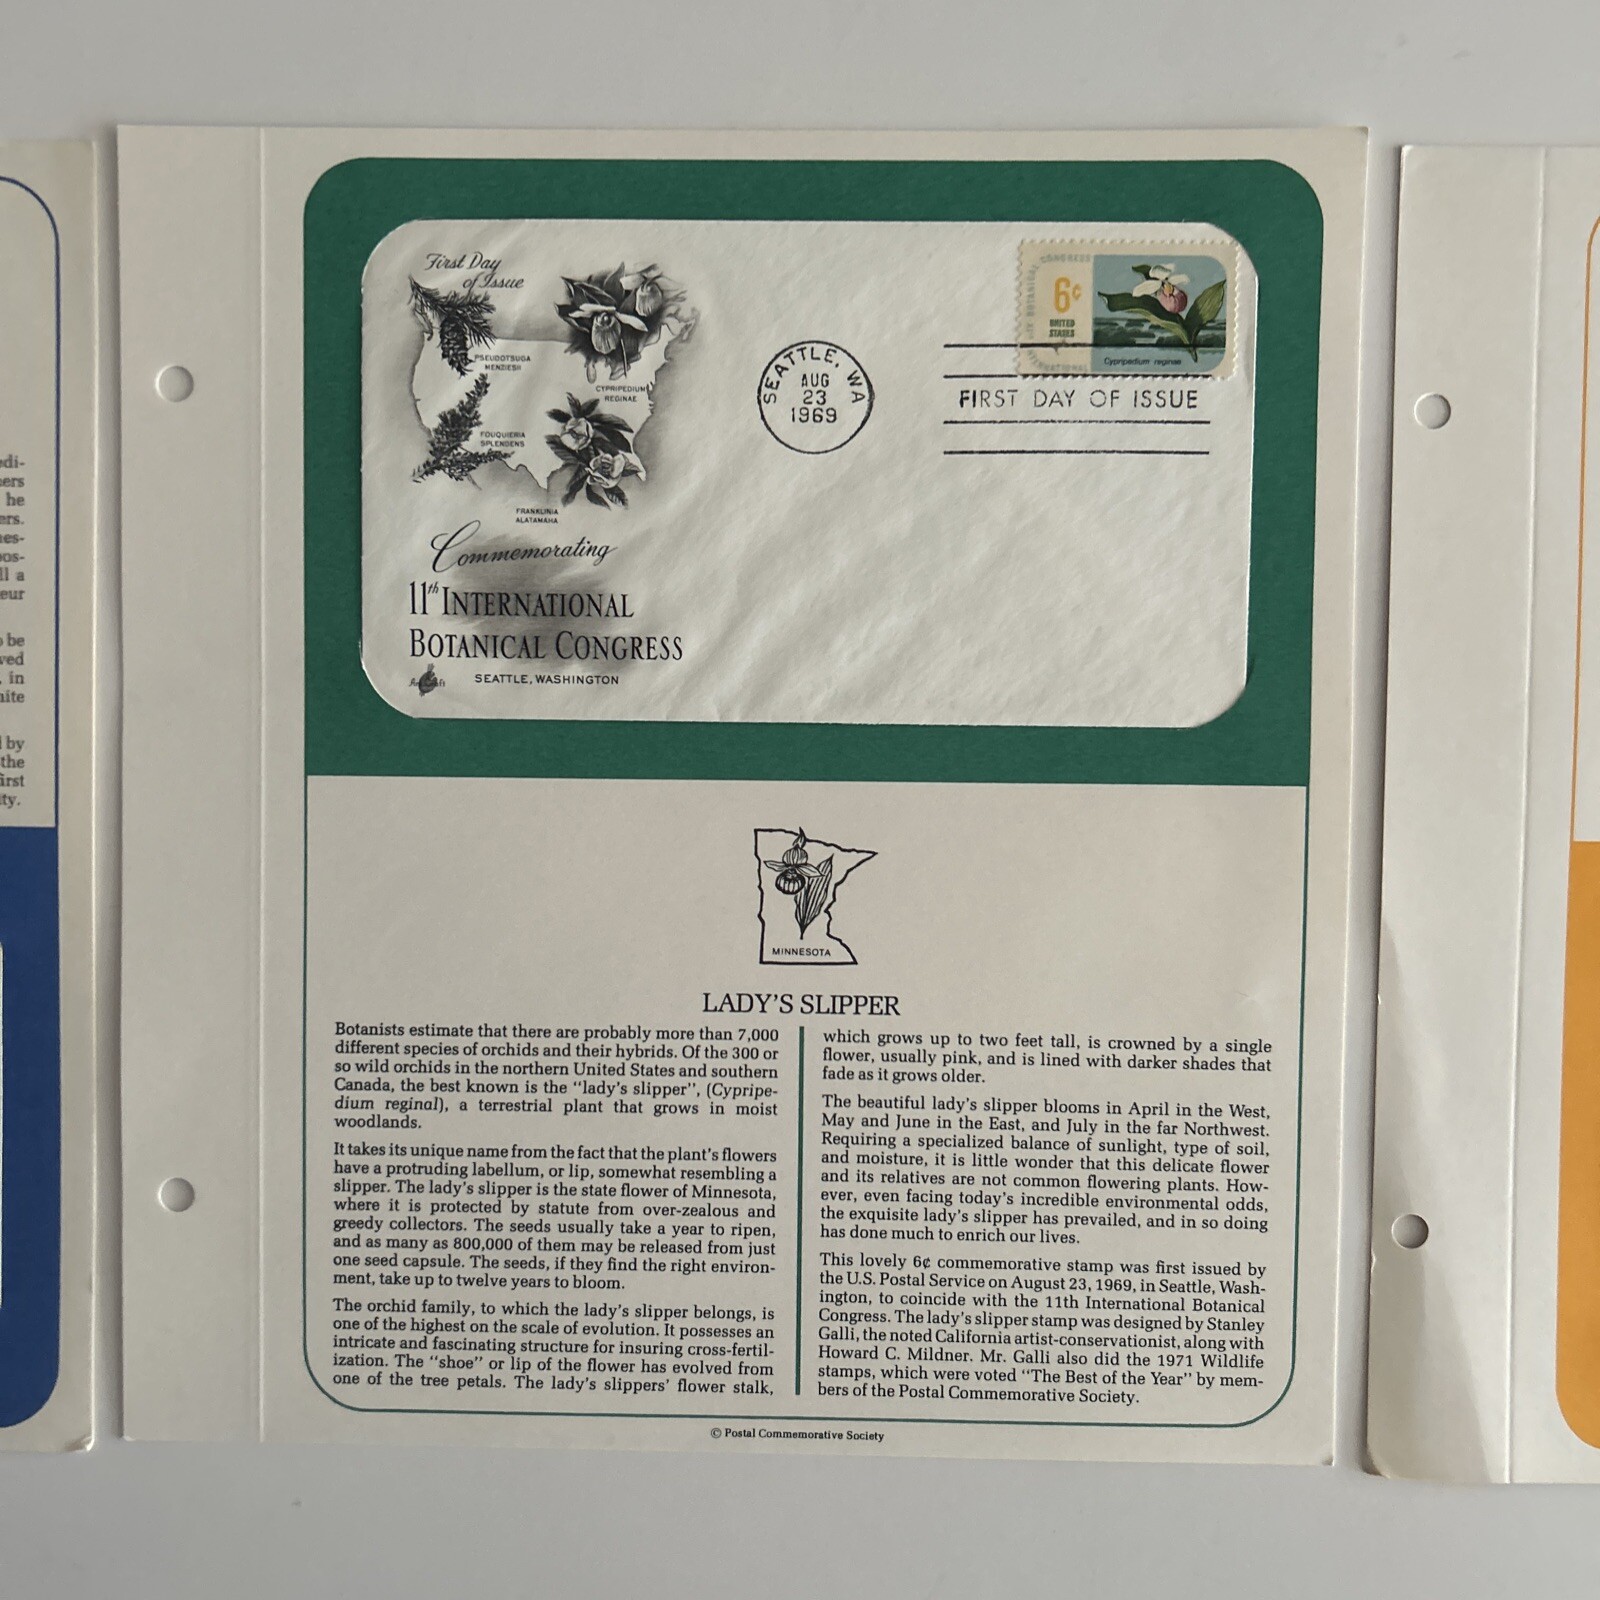 First Day
of Issue
PSEUDOTSUGA
MENZIESII
CYPRIPEDIUM
REGINAE
FOUQUIERIA
SPLENDENS
FRANKLINIA
ALATAMAHA
Commemorating
11th INTERNATIONAL
BOTANICAL CONGRESS
SEATTLE, WASHINGTON
SEATTLE, WA
AUG
23
1969
XI BOTANICAL CONGRESS
INTERNATIONAL
6¢
UNITED
STATES
Cypripedium reginae
FIRST DAY OF ISSUE
MINNESOTA
LADY'S SLIPPER
Botanists estimate that there are probably more than 7,000
different species of orchids and their hybrids. Of the 300 or
so wild orchids in the northern United States and southern
Canada, the best known is the "lady's slipper", (Cypripe-
dium reginal), a terrestrial plant that grows in moist
woodlands.
It takes its unique name from the fact that the plant's flowers
have a protruding labellum, or lip, somewhat resembling a
slipper. The lady's slipper is the state flower of Minnesota,
where it is protected by statute from over-zealous and
greedy collectors. The seeds usually take a year to ripen,
and as many as 800,000 of them may be released from just
one seed capsule. The seeds, if they find the right environ-
ment, take up to twelve years to bloom.
The orchid family, to which the lady's slipper belongs, is
one of the highest on the scale of evolution. It possesses an
intricate and fascinating structure for insuring cross-fertil-
ization. The "shoe" or lip of the flower has evolved from
one of the tree petals. The lady's slippers' flower stalk,
which grows up to two feet tall, is crowned by a single
flower, usually pink, and is lined with darker shades that
fade as it grows older.
The beautiful lady's slipper blooms in April in the West,
May and June in the East, and July in the far Northwest.
Requiring a specialized balance of sunlight, type of soil,
and moisture, it is little wonder that this delicate flower
and its relatives are not common flowering plants. How-
ever, even facing today's incredible environmental odds,
the exquisite lady's slipper has prevailed, and in so doing
has done much to enrich our lives.
This lovely 6¢ commemorative stamp was first issued by
the U.S. Postal Service on August 23, 1969, in Seattle, Wash-
ington, to coincide with the 11th International Botanical
Congress. The lady's slipper stamp was designed by Stanley
Galli, the noted California artist-conservationist, along with
Howard C. Mildner. Mr. Galli also did the 1971 Wildlife
stamps, which were voted "The Best of the Year" by mem-
bers of the Postal Commemorative Society.
© Postal Commemorative Society
he
ll a
be
in
by
the